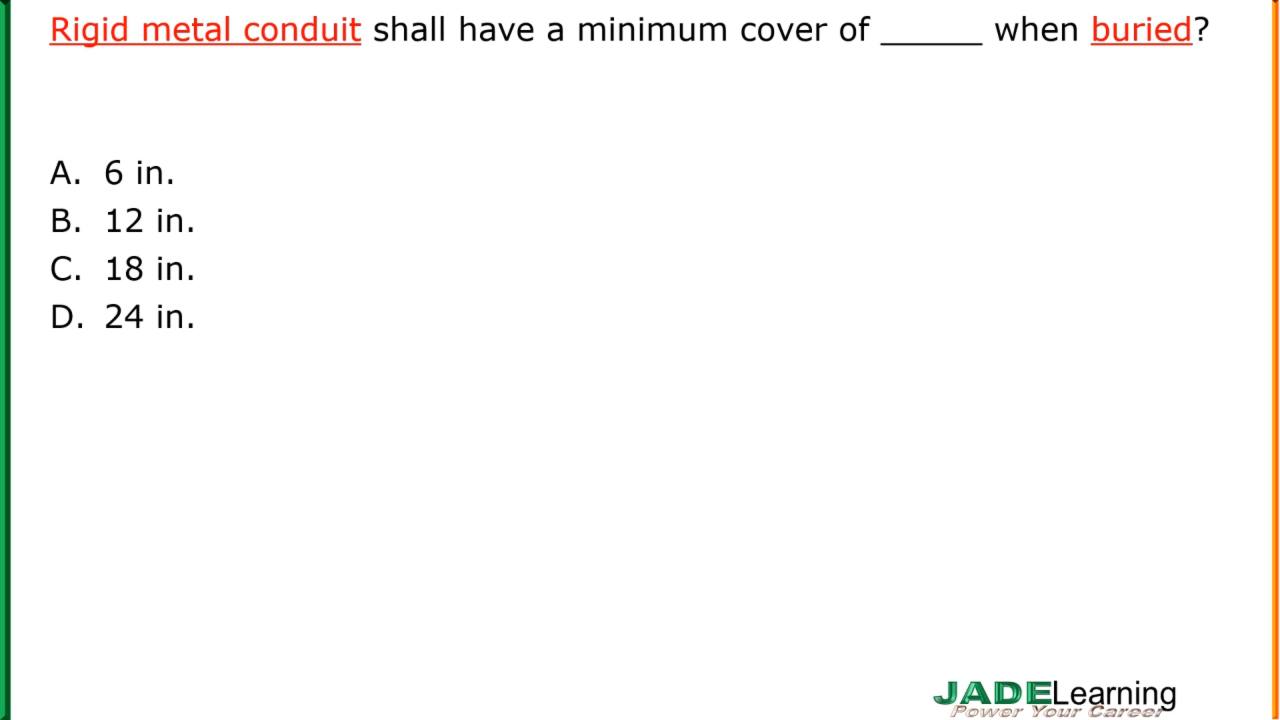 Rigid metal conduit shall have a minimum cover of ______ when buried?
A. 6 in.
B. 12 in.
C. 18 in.
D. 24 in.
JADELearning
Power Your Career